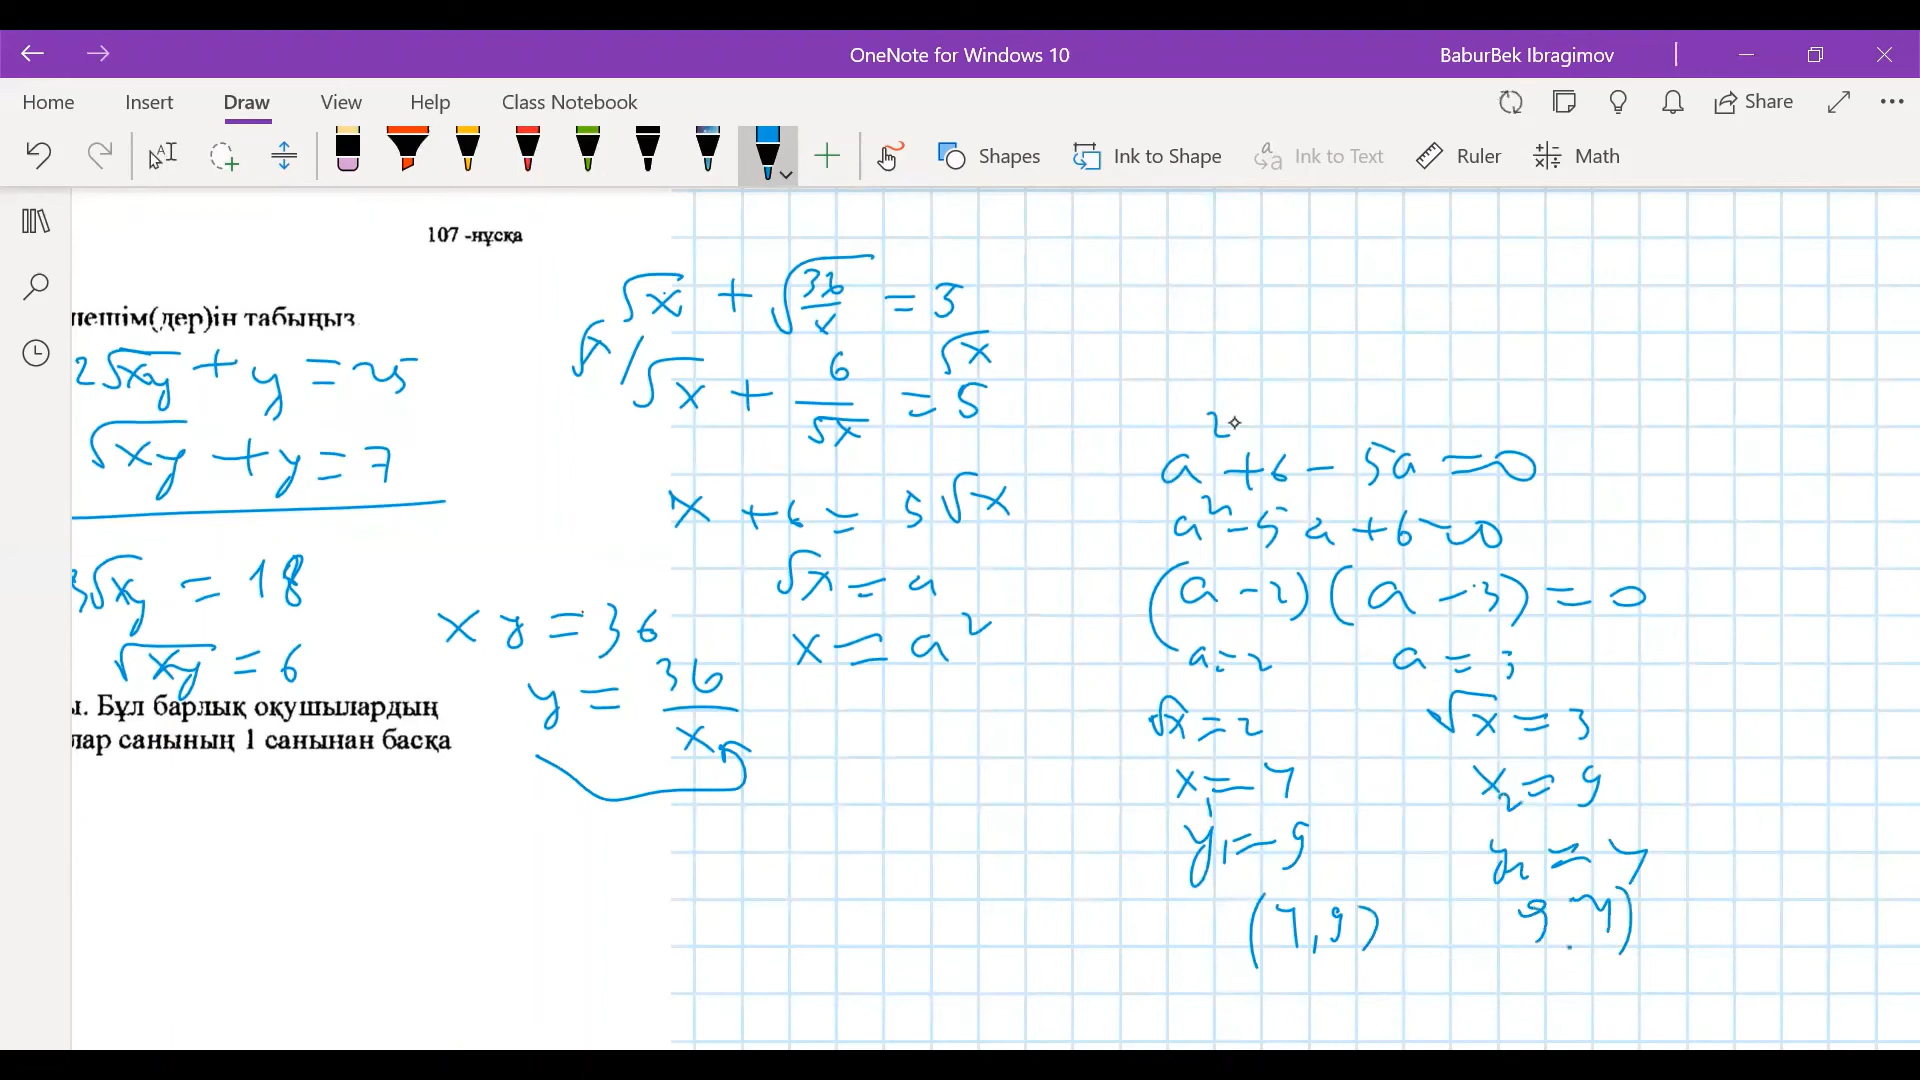 OneNote for Windows 10
BaburBek Ibragimov
Home Insert Draw View Help Class Notebook
Share
Shapes Ink to Shape Ink to Text Ruler Math
107 -нұсқа
шешім(дер)ін табыңыз
2√xy + y = 25
√xy + y = 7
3√xy = 18
√xy = 6
ы. Бұл барлық оқушылардың
лар санының 1 санынан басқа
xy = 36
y = 36/x
√x + √(36/x) = 5
√x / √x + 6/√x = 5 √x
x + 6 = 5√x
√x = a
x = a²
2
a + 6 - 5a = 0
a² - 5a + 6 = 0
(a - 2)(a - 3) = 0
a = 2 a = 3
√x = 2 √x = 3
x₁ = 4 x₂ = 9
y₁ = 9 y₂ = 4
(4, 9) 9, 4)